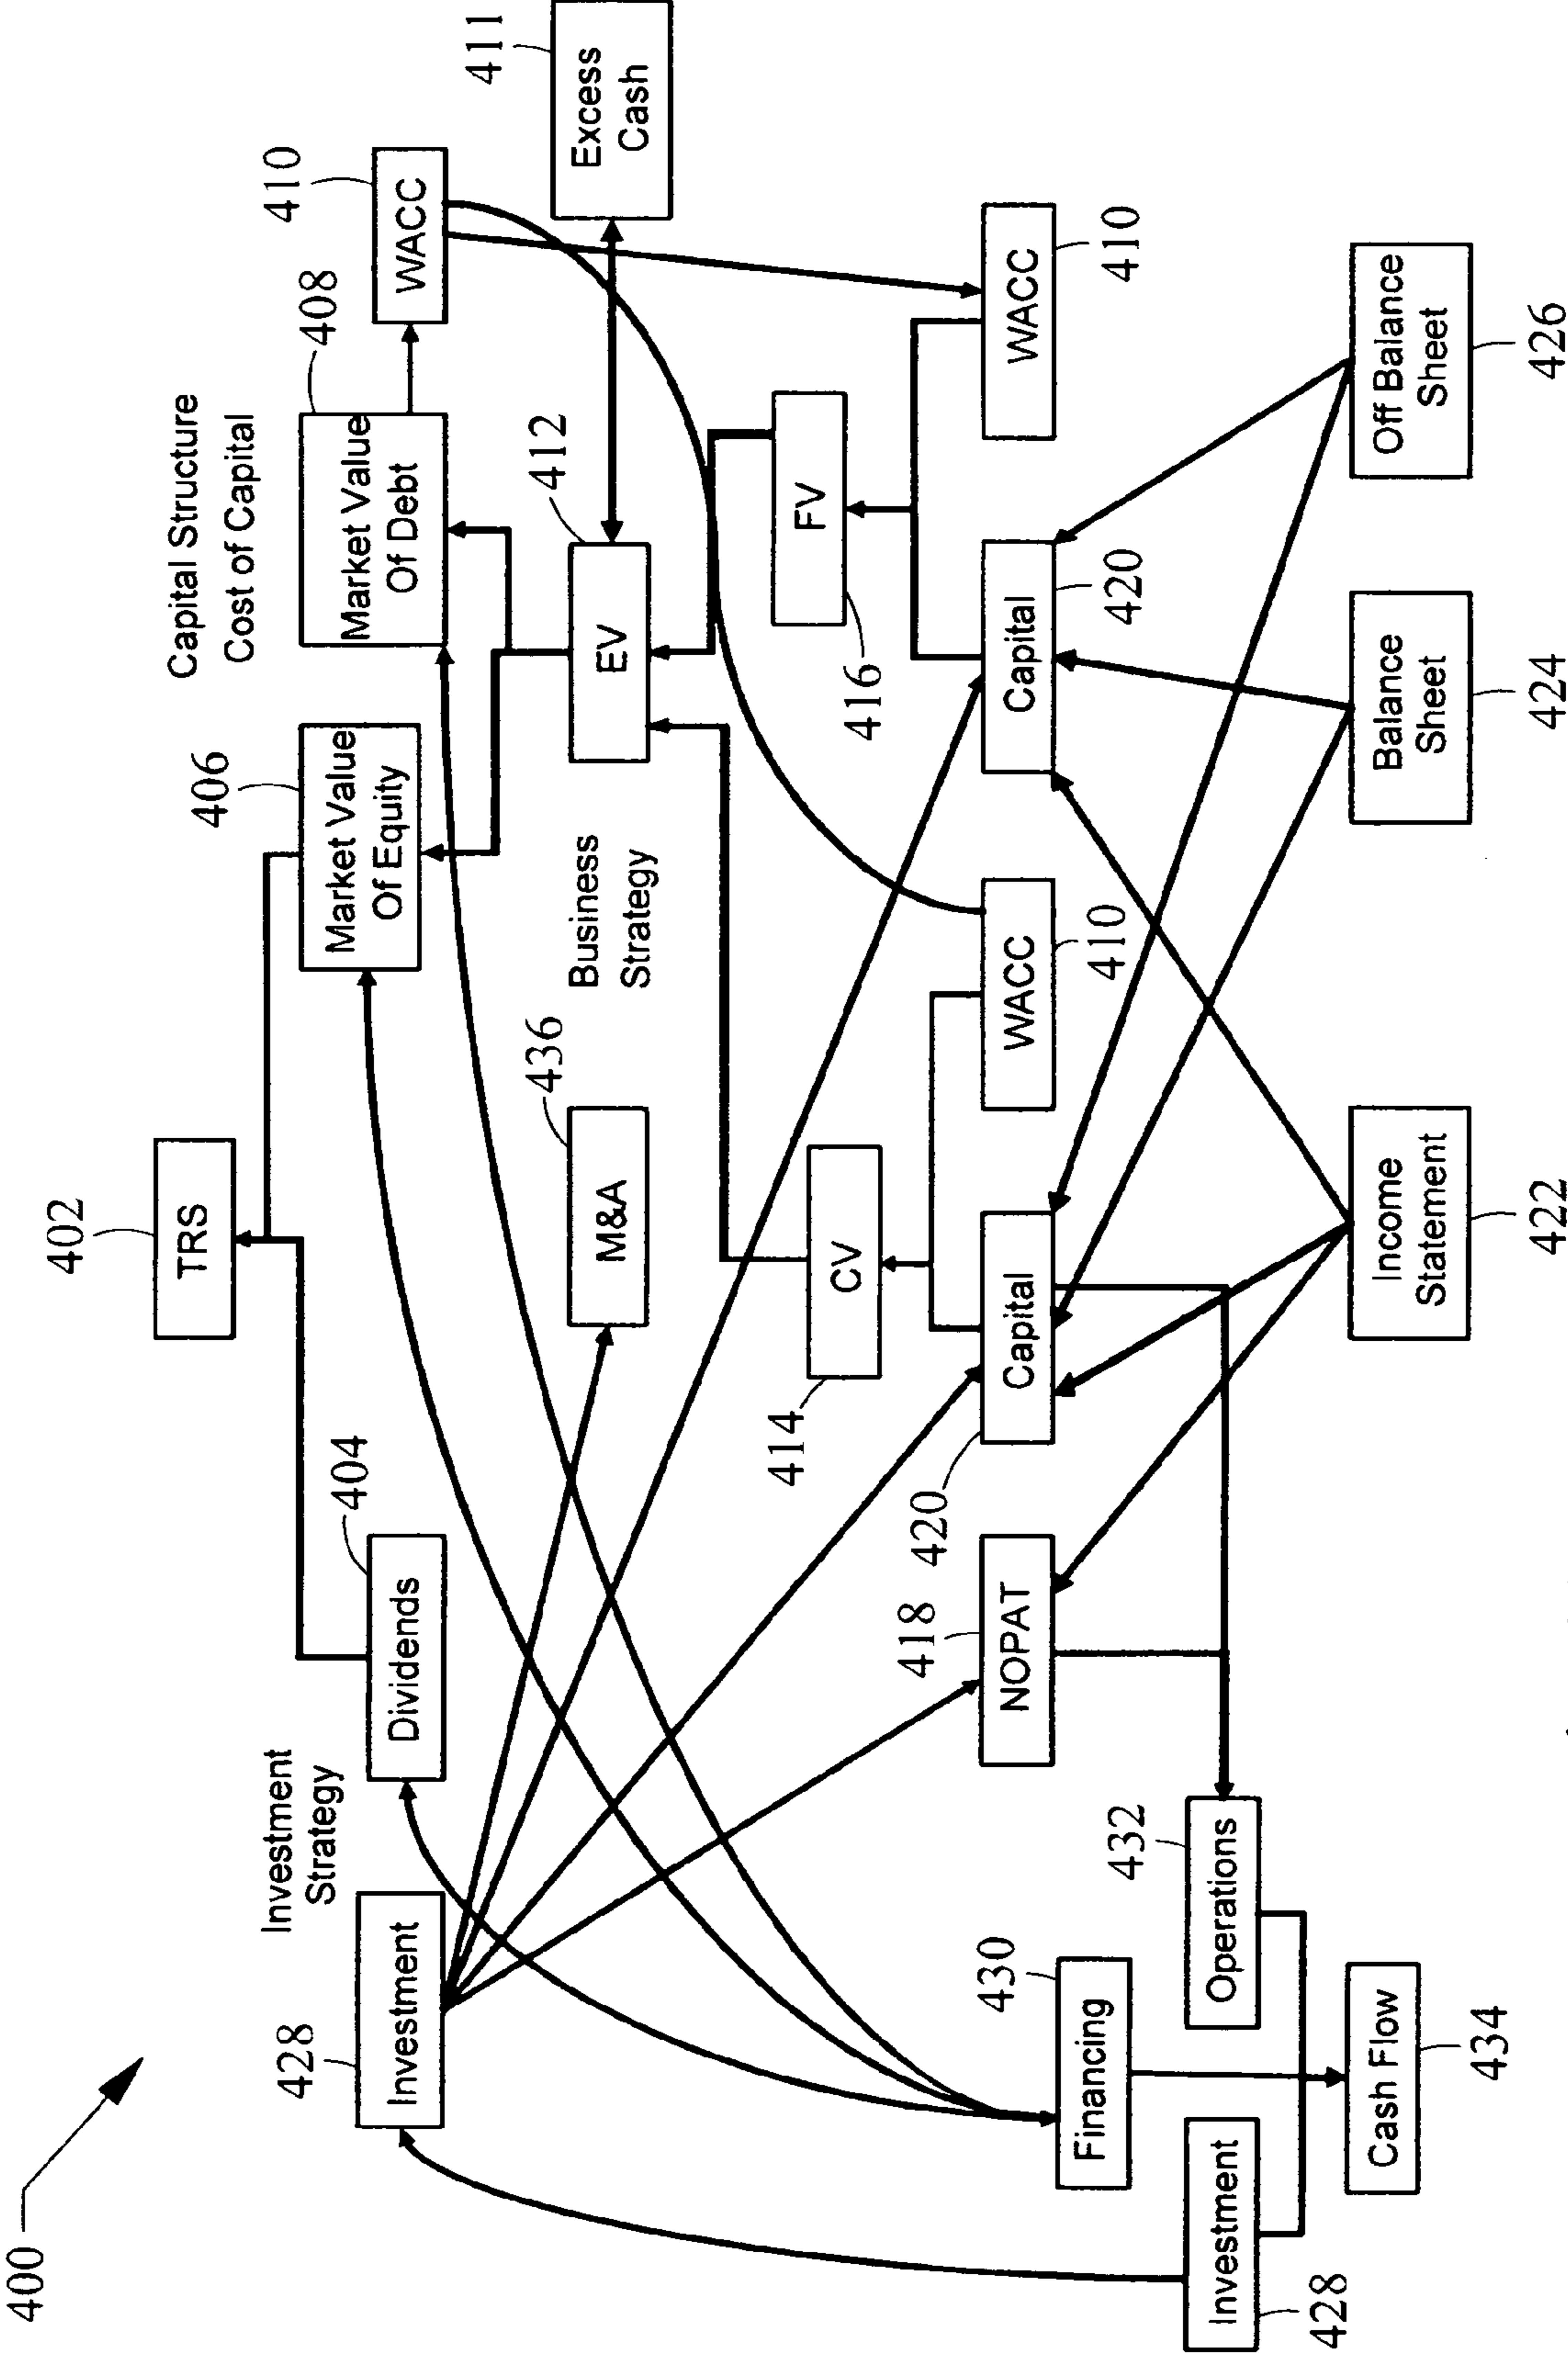 400
402
TRS
Capital Structure
Cost of Capital
Investment
Strategy
428
Investment
404
Dividends
406
Market Value
Of Equity
408
Market Value
Of Debt
410
WACC
436
M&A
Business
Strategy
412
EV
411
Excess
Cash
414
CV
416
FV
418
NOPAT
420
Capital
WACC
410
Capital
420
WACC
410
430
Financing
432
Operations
Investment
428
Cash Flow
434
Income
Statement
422
Balance
Sheet
424
Off Balance
Sheet
426